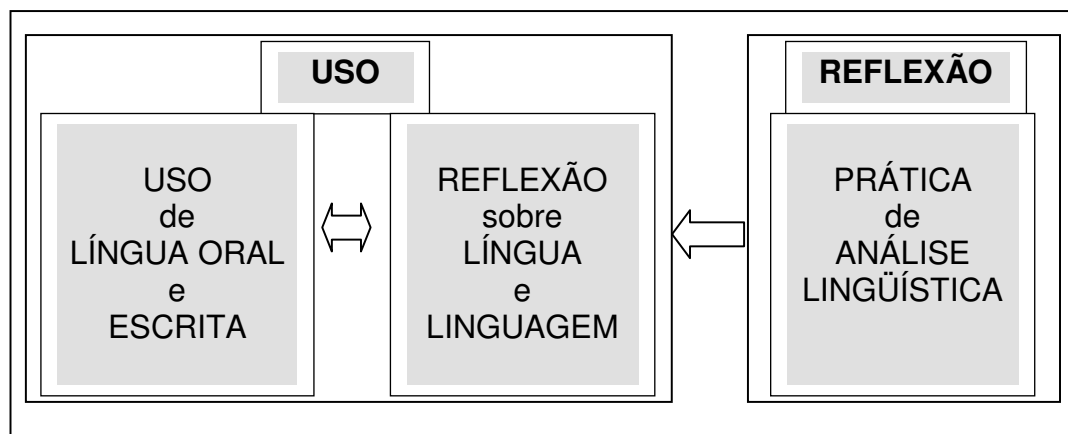 USO
USO
de
LÍNGUA ORAL
e
ESCRITA
REFLEXÃO
sobre
LÍNGUA
e
LINGUAGEM
REFLEXÃO
PRÁTICA
de
ANÁLISE
LINGÜÍSTICA